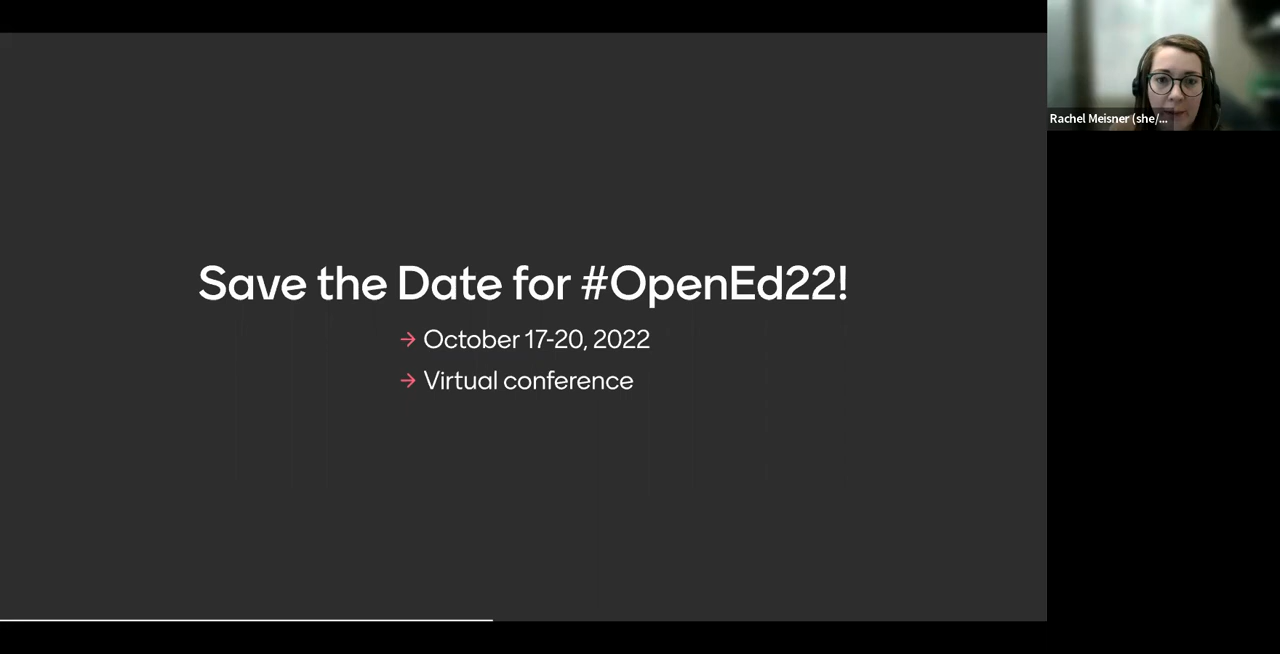 Save the Date for #OpenEd22!
→ October 17-20, 2022
→ Virtual conference
Rachel Meisner (she/...